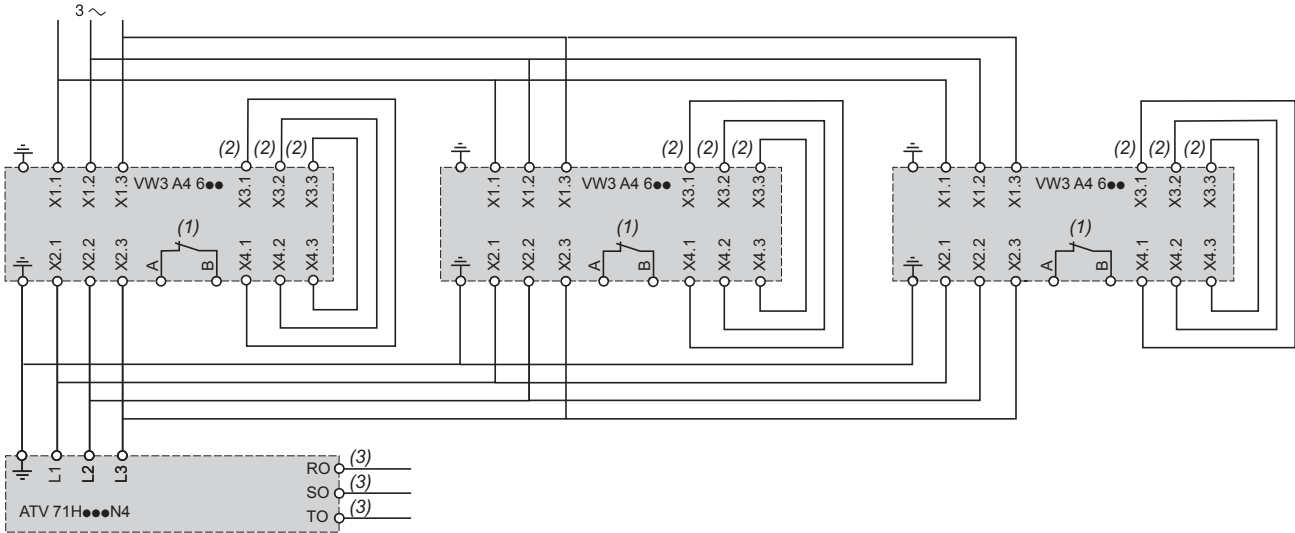 3 ~
(2) (2) (2) (2) (2) (2) (2) (2) (2)
X1.1 X1.2 X1.3 VW3 A4 6●● X3.1 X3.2 X3.3 X1.1 X1.2 X1.3 VW3 A4 6●● X3.1 X3.2 X3.3 X1.1 X1.2 X1.3 VW3 A4 6●● X3.1 X3.2 X3.3
(1) (1) (1)
X2.1 X2.2 X2.3 A B X4.1 X4.2 X4.3 X2.1 X2.2 X2.3 A B X4.1 X4.2 X4.3 X2.1 X2.2 X2.3 A B X4.1 X4.2 X4.3
L1 L2 L3
RO (3)
SO (3)
ATV 71H●●●N4 TO (3)